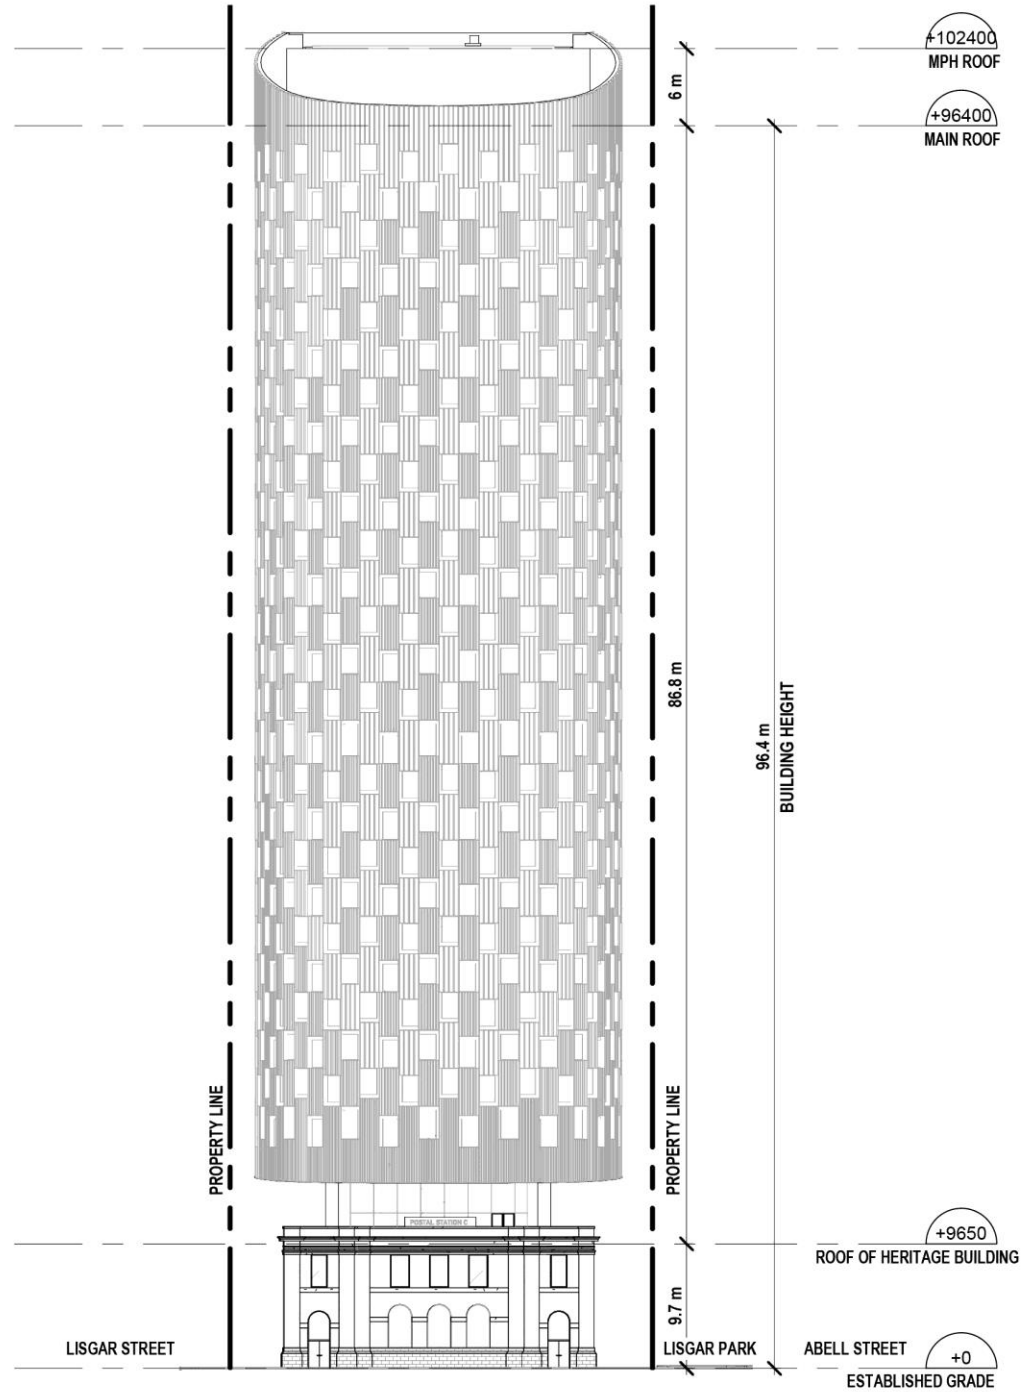 +102400
MPH ROOF
6 m
+96400
MAIN ROOF
86.8 m
96.4 m
BUILDING HEIGHT
PROPERTY LINE
PROPERTY LINE
POSTAL STATION C
+9650
ROOF OF HERITAGE BUILDING
9.7 m
LISGAR STREET
LISGAR PARK
ABELL STREET
+0
ESTABLISHED GRADE